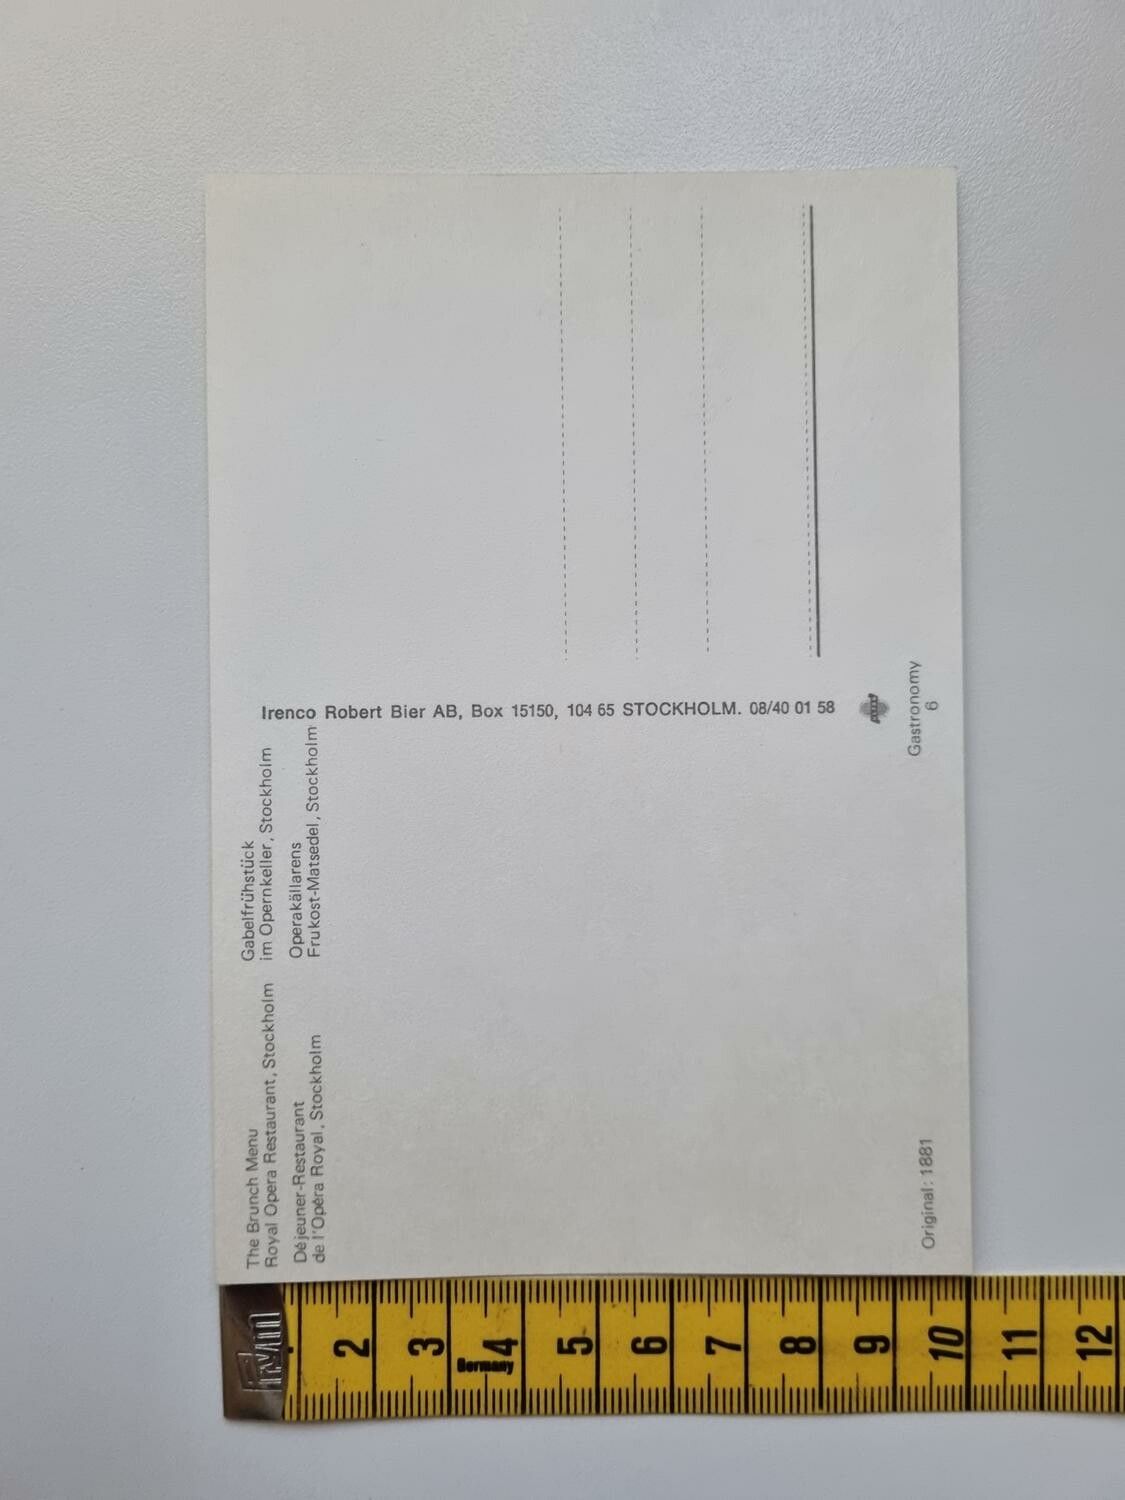 The Brunch Menu
Royal Opera Restaurant, Stockholm
Déjeuner-Restaurant
de l'Opéra Royal, Stockholm
Gabelfrühstück
im Opernkeller, Stockholm
Operakällarens
Frukost-Matsedel, Stockholm
Irenco Robert Bier AB, Box 15150, 104 65 STOCKHOLM. 08/40 01 58
Gastronomy
6
Original: 1881
Prym
2
3
4
Germany
5
6
7
8
9
10
11
12